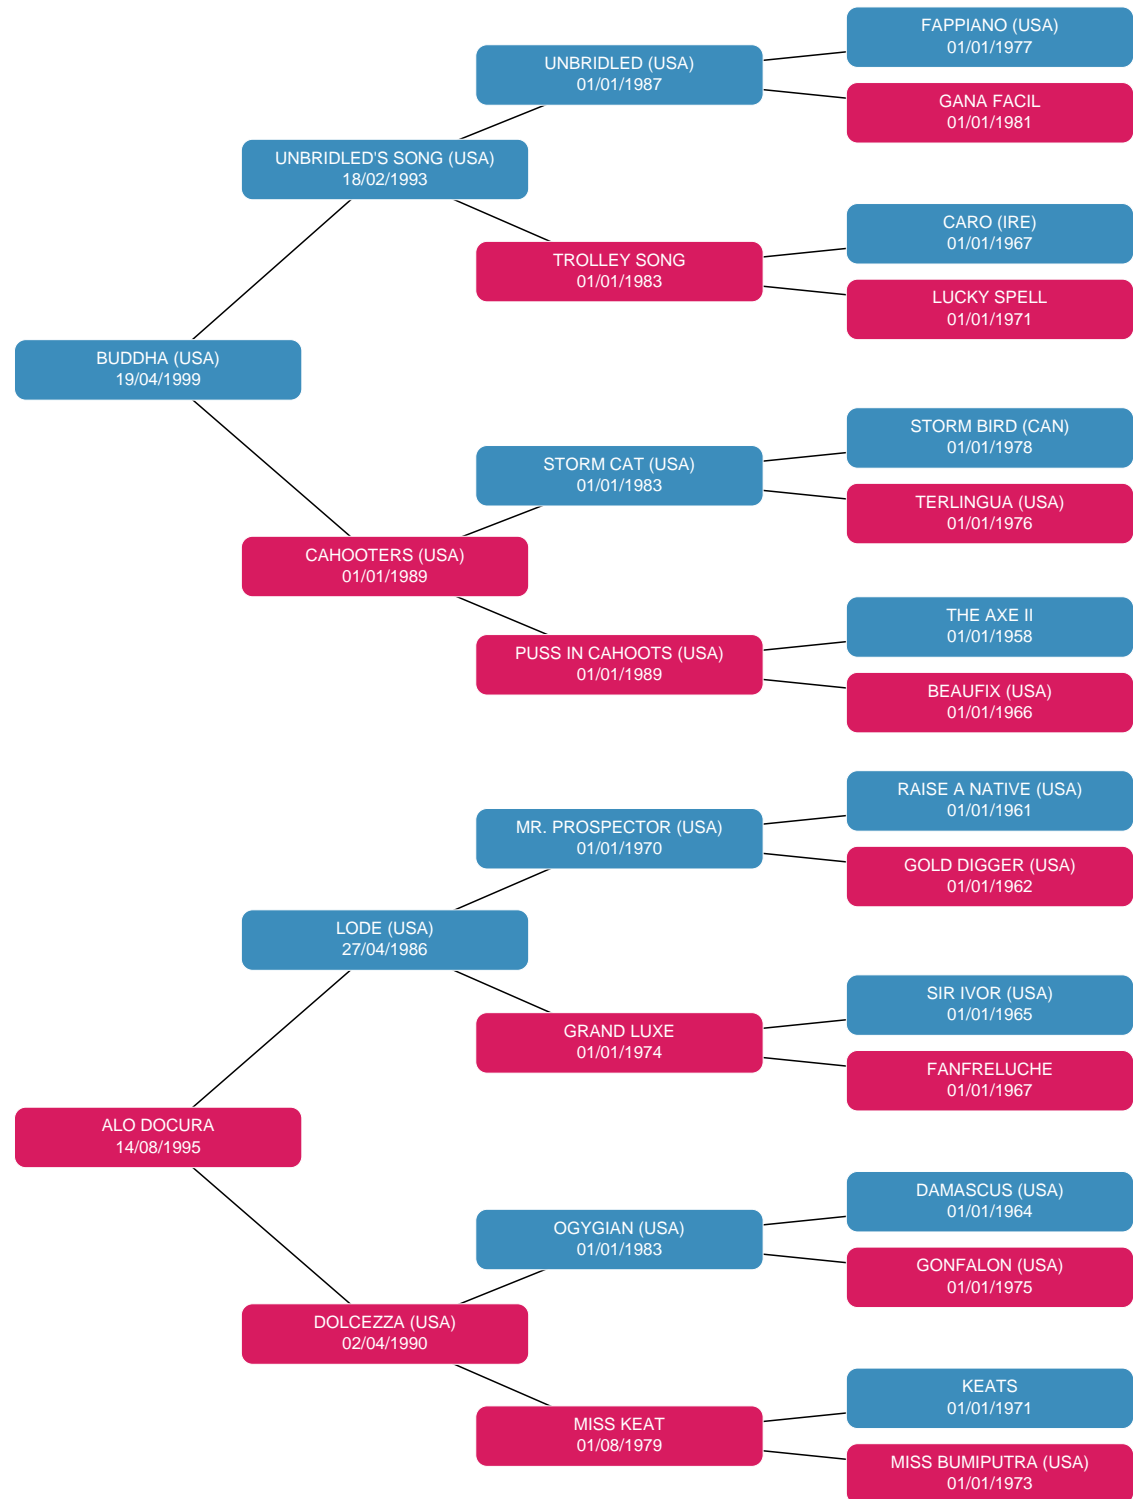 FAPPIANO (USA)
01/01/1977
UNBRIDLED (USA)
01/01/1987
GANA FACIL
01/01/1981
UNBRIDLED'S SONG (USA)
18/02/1993
CARO (IRE)
01/01/1967
TROLLEY SONG
01/01/1983
LUCKY SPELL
01/01/1971
BUDDHA (USA)
19/04/1999
STORM BIRD (CAN)
01/01/1978
STORM CAT (USA)
01/01/1983
TERLINGUA (USA)
01/01/1976
CAHOOTERS (USA)
01/01/1989
THE AXE II
01/01/1958
PUSS IN CAHOOTS (USA)
01/01/1989
BEAUFIX (USA)
01/01/1966
RAISE A NATIVE (USA)
01/01/1961
MR. PROSPECTOR (USA)
01/01/1970
GOLD DIGGER (USA)
01/01/1962
LODE (USA)
27/04/1986
SIR IVOR (USA)
01/01/1965
GRAND LUXE
01/01/1974
FANFRELUCHE
01/01/1967
ALO DOCURA
14/08/1995
DAMASCUS (USA)
01/01/1964
OGYGIAN (USA)
01/01/1983
GONFALON (USA)
01/01/1975
DOLCEZZA (USA)
02/04/1990
KEATS
01/01/1971
MISS KEAT
01/08/1979
MISS BUMIPUTRA (USA)
01/01/1973